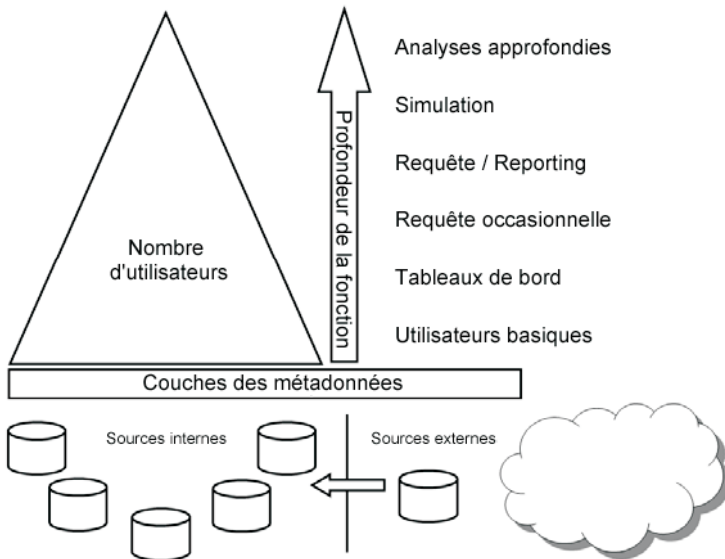 Analyses approfondies
Simulation
Requête / Reporting
Requête occasionnelle
Tableaux de bord
Utilisateurs basiques
Profondeur de la fonction
Nombre
d'utilisateurs
Couches des métadonnées
Sources internes
Sources externes